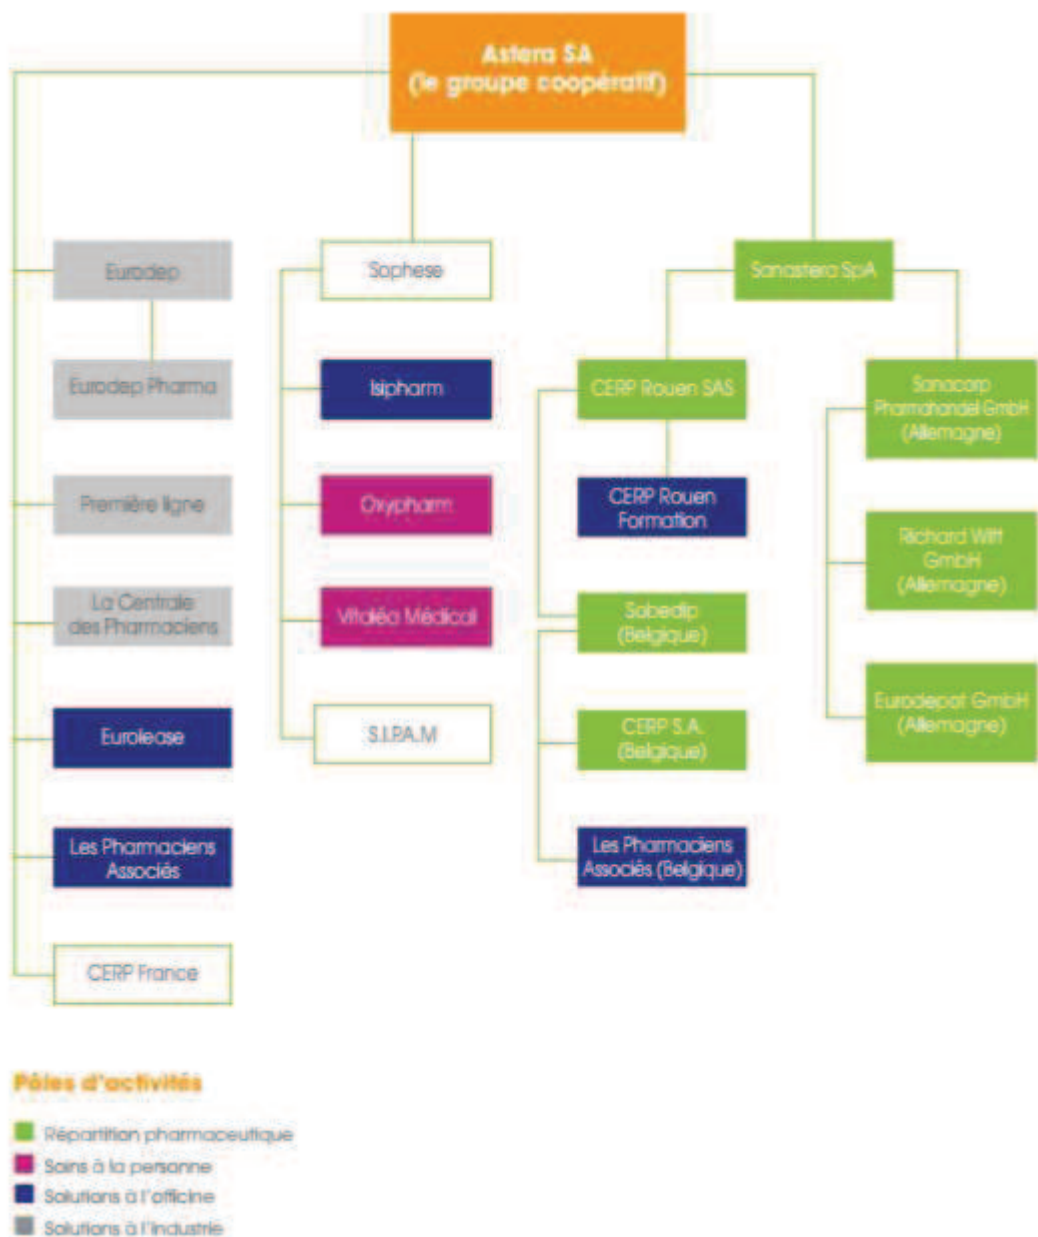 Astera SA
(le groupe coopératif)
Eurodep
Sophese
Sanastera SpA
Eurodep Pharma
Isipharm
CERP Rouen SAS
Sanacorp
Pharmahandel GmbH
(Allemagne)
Première ligne
Oxypharm
CERP Rouen
Formation
Richard Witt
GmbH
(Allemagne)
La Centrale
des Pharmaciens
Vitaléa Médical
Sobedip
(Belgique)
Eurodepot GmbH
(Allemagne)
Eurolease
S.I.P.A.M
CERP S.A.
(Belgique)
Les Pharmaciens
Associés
Les Pharmaciens
Associés (Belgique)
CERP France
Pôles d'activités
Répartition pharmaceutique
Soins à la personne
Solutions à l'officine
Solutions à l'industrie